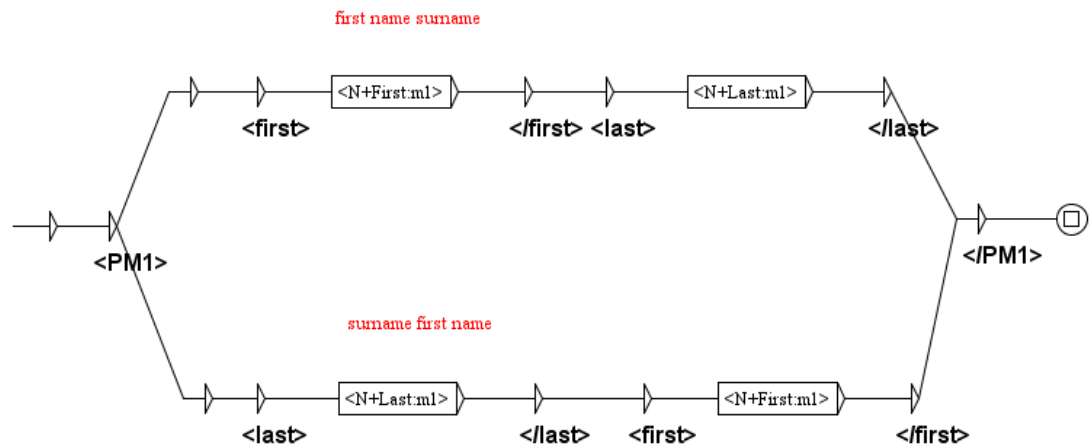 first name surname
<N+First:m1> <N+Last:m1>
<first> </first> <last> </last>
<PM1> </PM1>
surname first name
<N+Last:m1> <N+First:m1>
<last> </last> <first> </first>